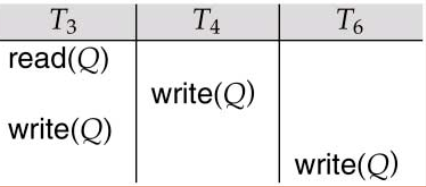 T3 T4 T6
read(Q)
write(Q)
write(Q)
write(Q)